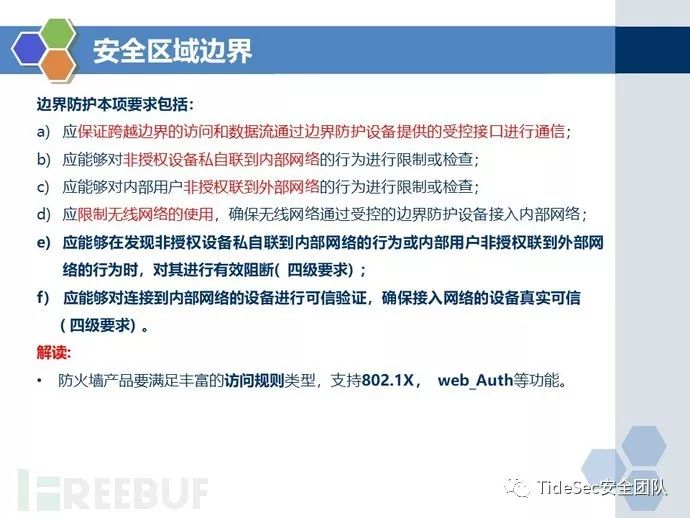 安全区域边界
边界防护本项要求包括：
a) 应保证跨越边界的访问和数据流通过边界防护设备提供的受控接口进行通信；
b) 应能够对非授权设备私自联到内部网络的行为进行限制或检查；
c) 应能够对内部用户非授权联到外部网络的行为进行限制或检查；
d) 应限制无线网络的使用，确保无线网络通过受控的边界防护设备接入内部网络；
e) 应能够在发现非授权设备私自联到内部网络的行为或内部用户非授权联到外部网
络的行为时，对其进行有效阻断( 四级要求)；
f) 应能够对连接到内部网络的设备进行可信验证，确保接入网络的设备真实可信
( 四级要求) 。
解读:
• 防火墙产品要满足丰富的访问规则类型，支持802.1X， web_Auth等功能。
FREEBUF
TideSec安全团队